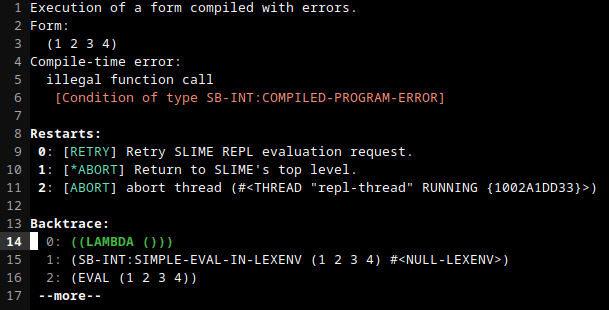 1 Execution of a form compiled with errors.
2 Form:
3   (1 2 3 4)
4 Compile-time error:
5   illegal function call
6    [Condition of type SB-INT:COMPILED-PROGRAM-ERROR]
7
8 Restarts:
9  0: [RETRY] Retry SLIME REPL evaluation request.
10  1: [*ABORT] Return to SLIME's top level.
11  2: [ABORT] abort thread (#<THREAD "repl-thread" RUNNING {1002A1DD33}>)
12
13 Backtrace:
14   0: ((LAMBDA ()))
15   1: (SB-INT:SIMPLE-EVAL-IN-LEXENV (1 2 3 4) #<NULL-LEXENV>)
16   2: (EVAL (1 2 3 4))
17  --more--